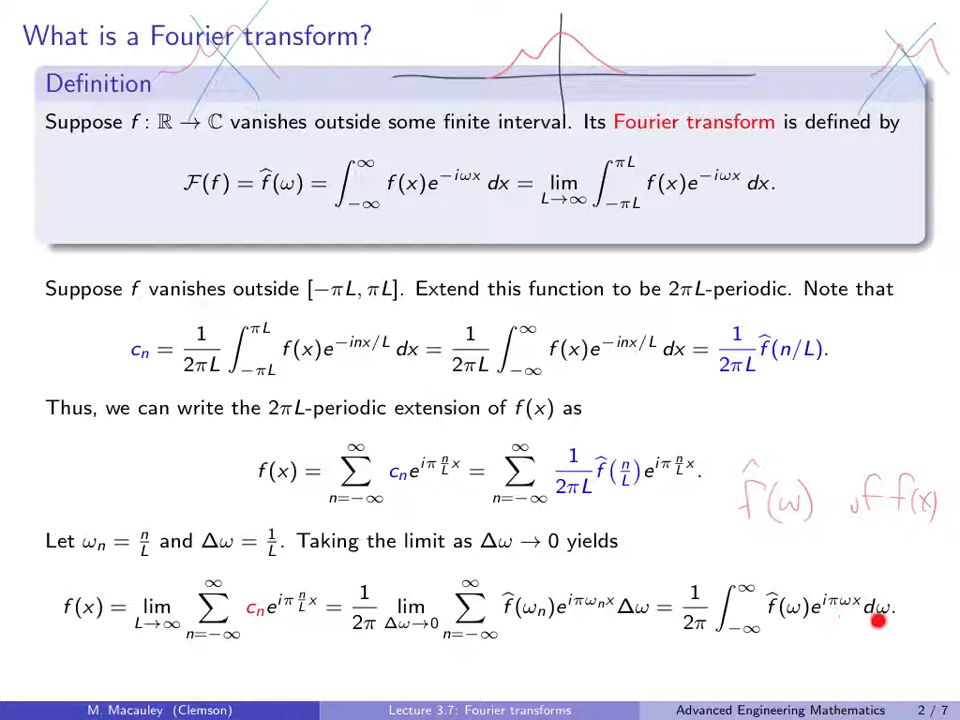 What is a Fourier transform?
Definition
Suppose f : ℝ → ℂ vanishes outside some finite interval. Its Fourier transform is defined by
ℱ(f) = f̂(ω) = ∫_{−∞}^{∞} f(x)e^{−iωx} dx = lim_{L→∞} ∫_{−πL}^{πL} f(x)e^{−iωx} dx.
Suppose f vanishes outside [−πL, πL]. Extend this function to be 2πL-periodic. Note that
c_n = 1/(2πL) ∫_{−πL}^{πL} f(x)e^{−inx/L} dx = 1/(2πL) ∫_{−∞}^{∞} f(x)e^{−inx/L} dx = 1/(2πL) f̂(n/L).
Thus, we can write the 2πL-periodic extension of f(x) as
f(x) = ∑_{n=−∞}^{∞} c_n e^{iπ(n/L)x} = ∑_{n=−∞}^{∞} 1/(2πL) f̂(n/L) e^{iπ(n/L)x}.
f̂(ω) of f(x)
Let ω_n = n/L and Δω = 1/L. Taking the limit as Δω → 0 yields
f(x) = lim_{L→∞} ∑_{n=−∞}^{∞} c_n e^{iπ(n/L)x} = 1/(2π) lim_{Δω→0} ∑_{n=−∞}^{∞} f̂(ω_n)e^{iπω_n x}Δω = 1/(2π) ∫_{−∞}^{∞} f̂(ω)e^{iπωx} dω.
M. Macauley (Clemson) Lecture 3.7: Fourier transforms Advanced Engineering Mathematics 2 / 7